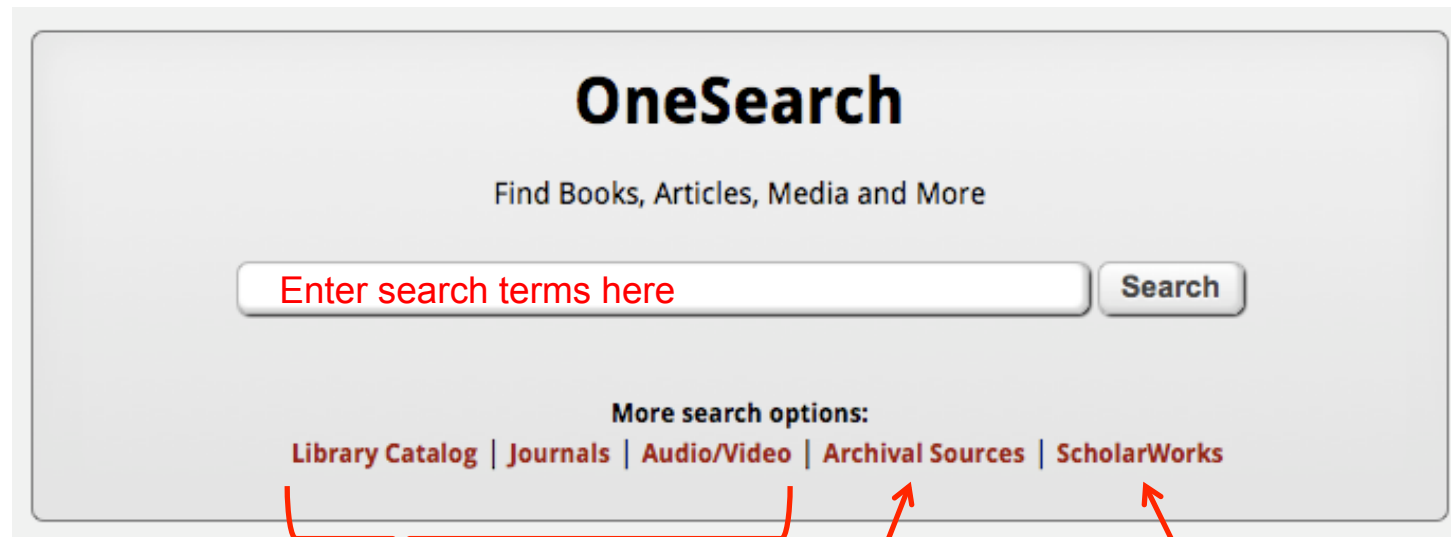 OneSearch
Find Books, Articles, Media and More
Enter search terms here Search
More search options:
Library Catalog | Journals | Audio/Video | Archival Sources | ScholarWorks